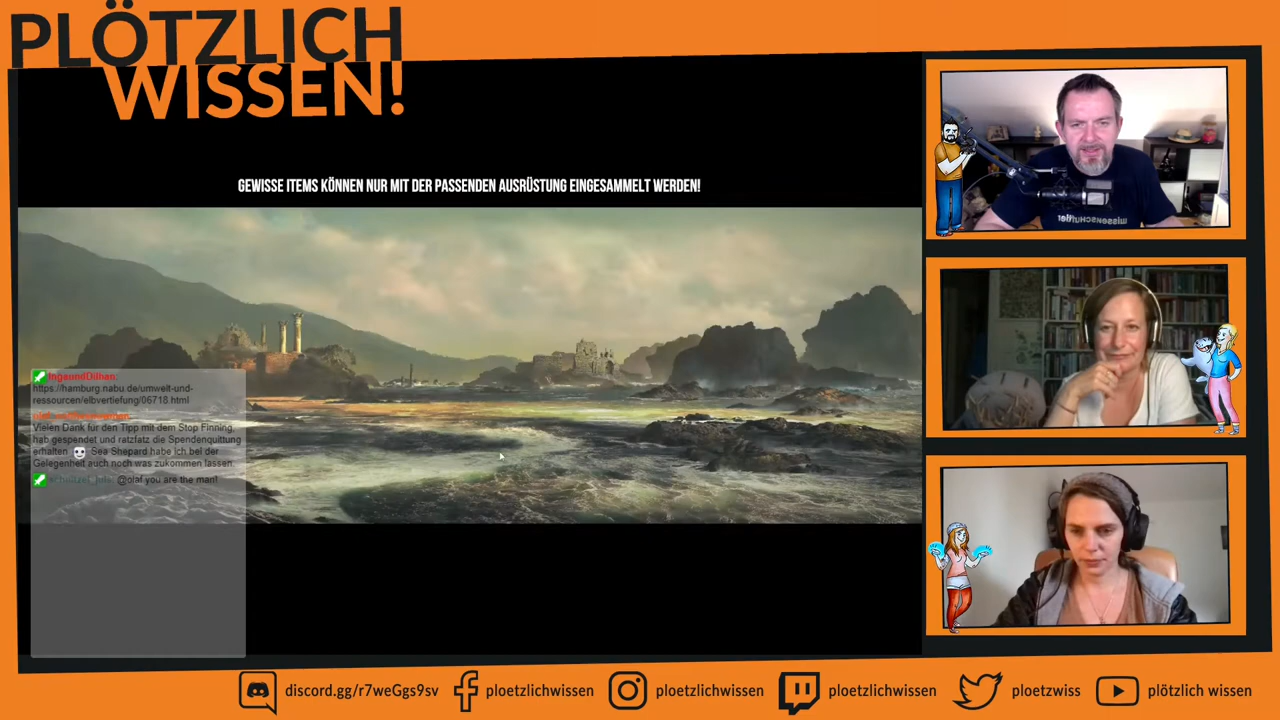 PLÖTZLICH
WISSEN!
GEWISSE ITEMS KÖNNEN NUR MIT DER PASSENDEN AUSRÜSTUNG EINGESAMMELT WERDEN!
IngeundDilhan:
https://hamburg.nabu.de/umwelt-und-
ressourcen/elbvertiefung/06718.html
Vielen Dank für den Tipp mit dem Stop Finning,
hab gespendet und ratzfatz die Spendenquittung
erhalten Sea Shepard habe ich bei der
Gelegenheit auch noch was zukommen lassen
@olaf you are the man!
wissenschaftler
discord.gg/r7weGgs9sv
ploetzlichwissen
ploetzlichwissen
ploetzlichwissen
ploetzwiss
plötzlich wissen